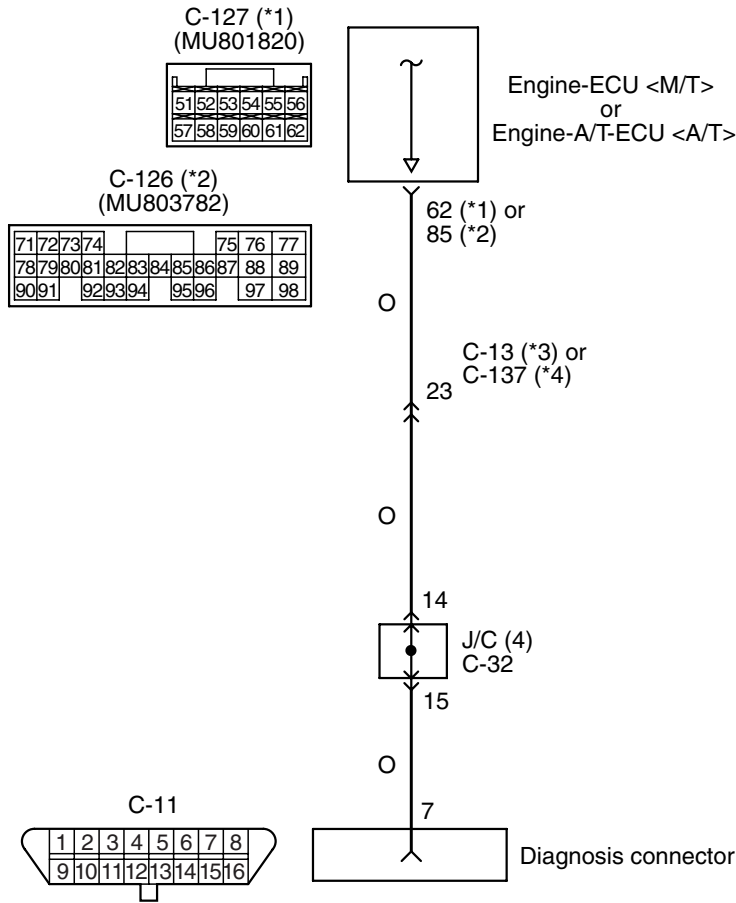 C-127 (*1)
(MU801820)
51 52 53 54 55 56
57 58 59 60 61 62
Engine-ECU <M/T>
or
Engine-A/T-ECU <A/T>
C-126 (*2)
(MU803782)
71 72 73 74 75 76 77
78 79 80 81 82 83 84 85 86 87 88 89
90 91 92 93 94 95 96 97 98
62 (*1) or
85 (*2)
O
C-13 (*3) or
C-137 (*4)
23
O
14
J/C (4)
C-32
15
O
C-11
1 2 3 4 5 6 7 8
9 10 11 12 13 14 15 16
7
Diagnosis connector